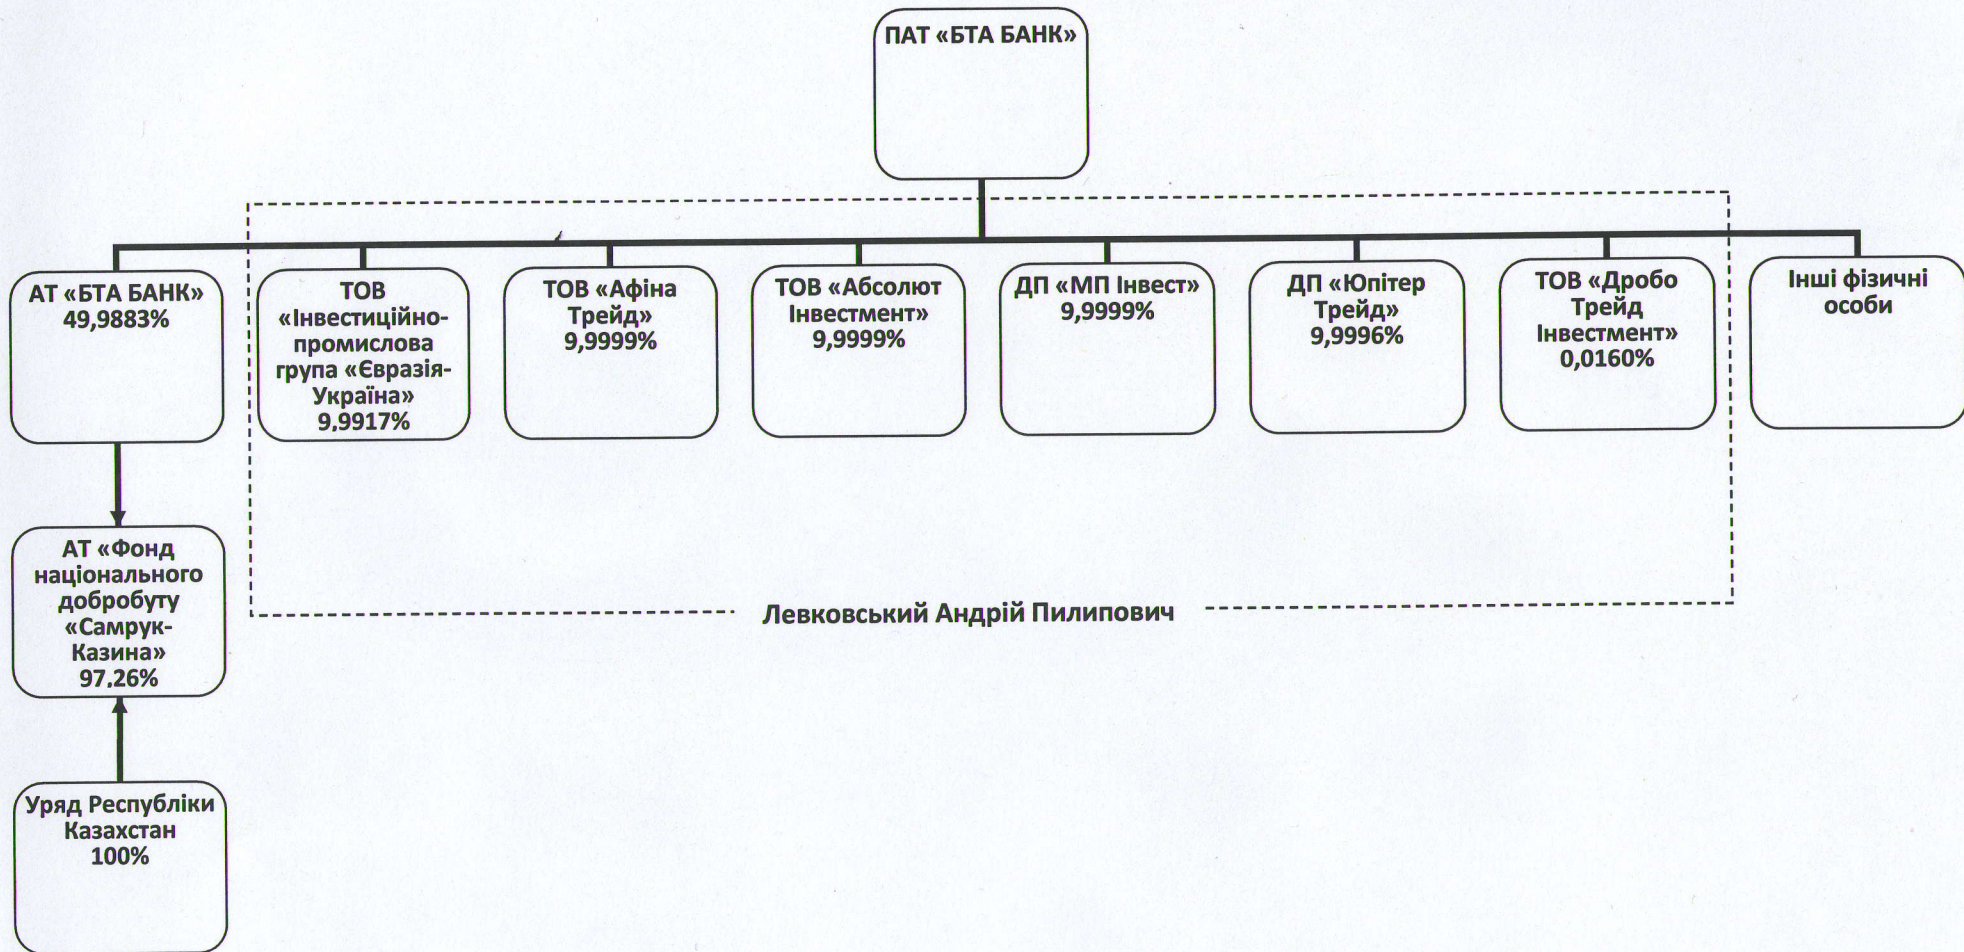 ПАТ «БТА БАНК»
АТ «БТА БАНК»
49,9883%
ТОВ
«Інвестиційно-
промислова
група «Євразія-
Україна»
9,9917%
ТОВ «Афіна
Трейд»
9,9999%
ТОВ «Абсолют
Інвестмент»
9,9999%
ДП «МП Інвест»
9,9999%
ДП «Юпітер
Трейд»
9,9996%
ТОВ «Дробо
Трейд
Інвестмент»
0,0160%
Інші фізичні
особи
АТ «Фонд
національного
добробуту
«Самрук-
Казина»
97,26%
Левковський Андрій Пилипович
Уряд Республіки
Казахстан
100%